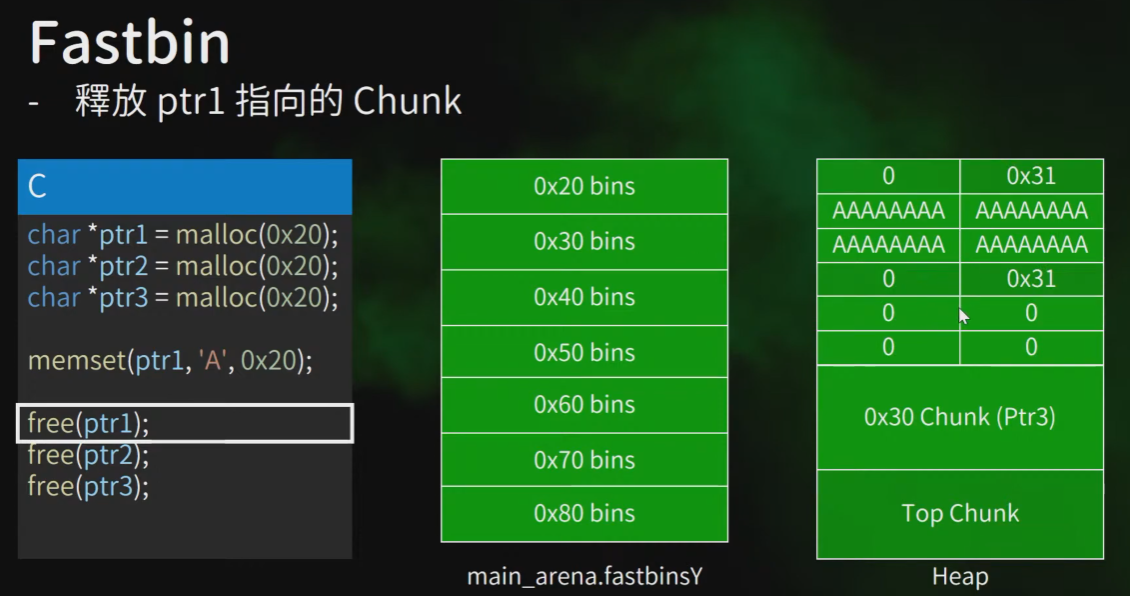 Fastbin
- 釋放 ptr1 指向的 Chunk
C
char *ptr1 = malloc(0x20);
char *ptr2 = malloc(0x20);
char *ptr3 = malloc(0x20);
memset(ptr1, 'A', 0x20);
free(ptr1);
free(ptr2);
free(ptr3);
0x20 bins
0x30 bins
0x40 bins
0x50 bins
0x60 bins
0x70 bins
0x80 bins
main_arena.fastbinsY
0 0x31
AAAAAAAA AAAAAAAA
AAAAAAAA AAAAAAAA
0 0x31
0 0
0 0
0x30 Chunk (Ptr3)
Top Chunk
Heap